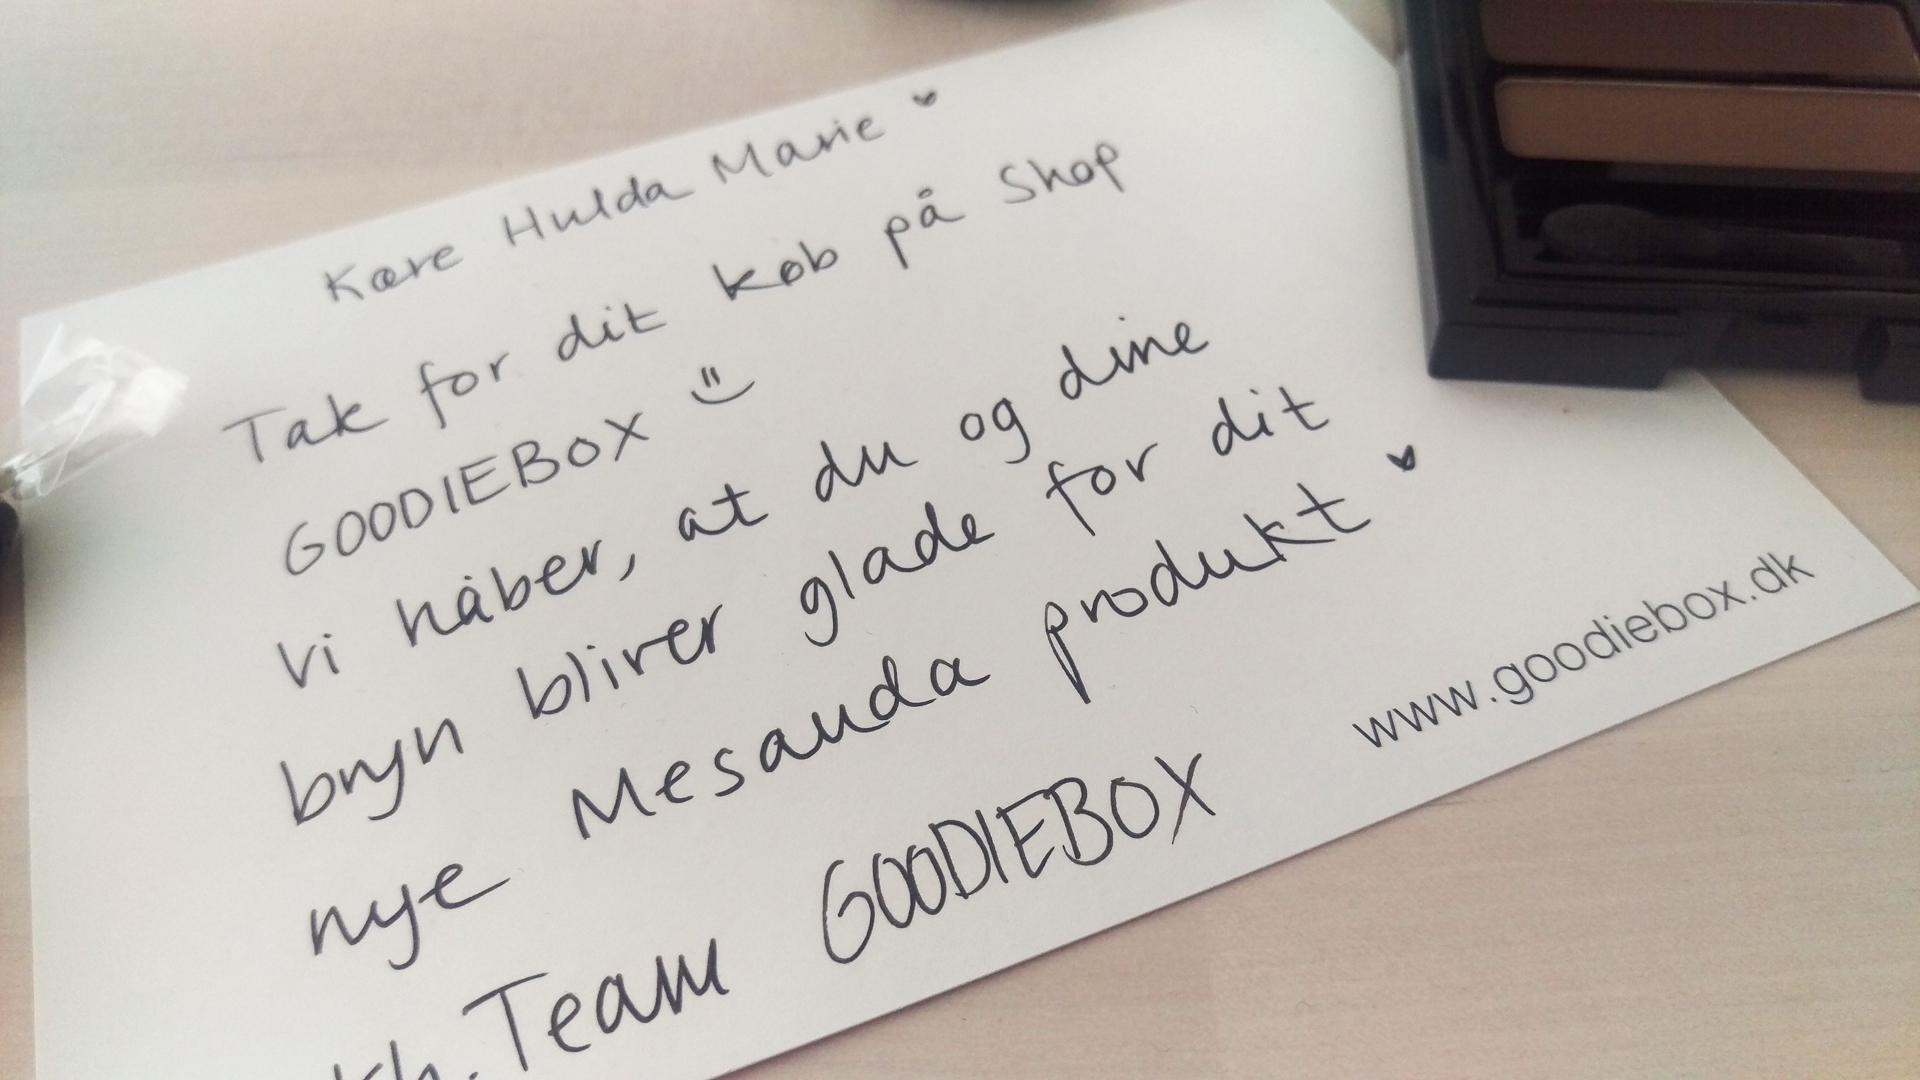 Kære Hulda Marie ♥
Tak for dit køb på Shop
GOODIEBOX :)
Vi håber, at du og dine
bryn bliver glade for dit
nye Mesauda produkt ♥
Kh. Team GOODIEBOX
www.goodiebox.dk